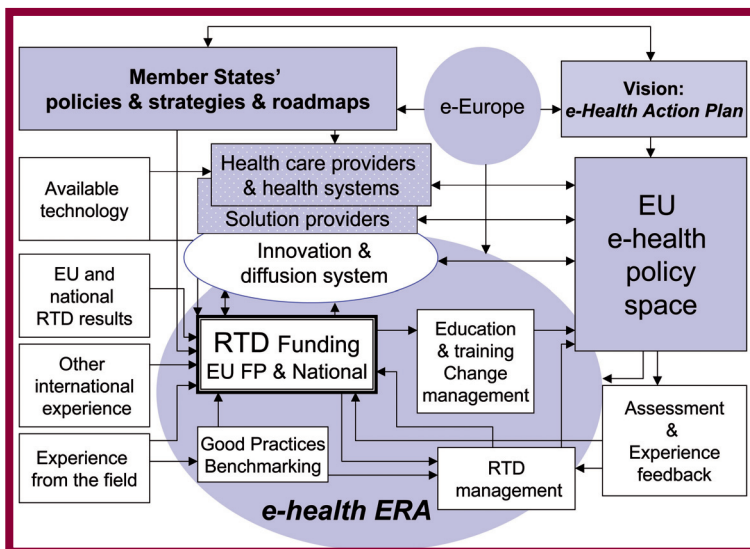 Member States'
policies & strategies & roadmaps
e-Europe
Vision:
e-Health Action Plan
Health care providers
& health systems
Available
technology
Solution providers
EU
e-health
policy
space
Innovation &
diffusion system
EU and
national
RTD results
RTD Funding
EU FP & National
Education
& training
Change
management
Other
international
experience
Assessment
&
Experience
feedback
Experience
from the field
Good Practices
Benchmarking
RTD
management
e-health ERA